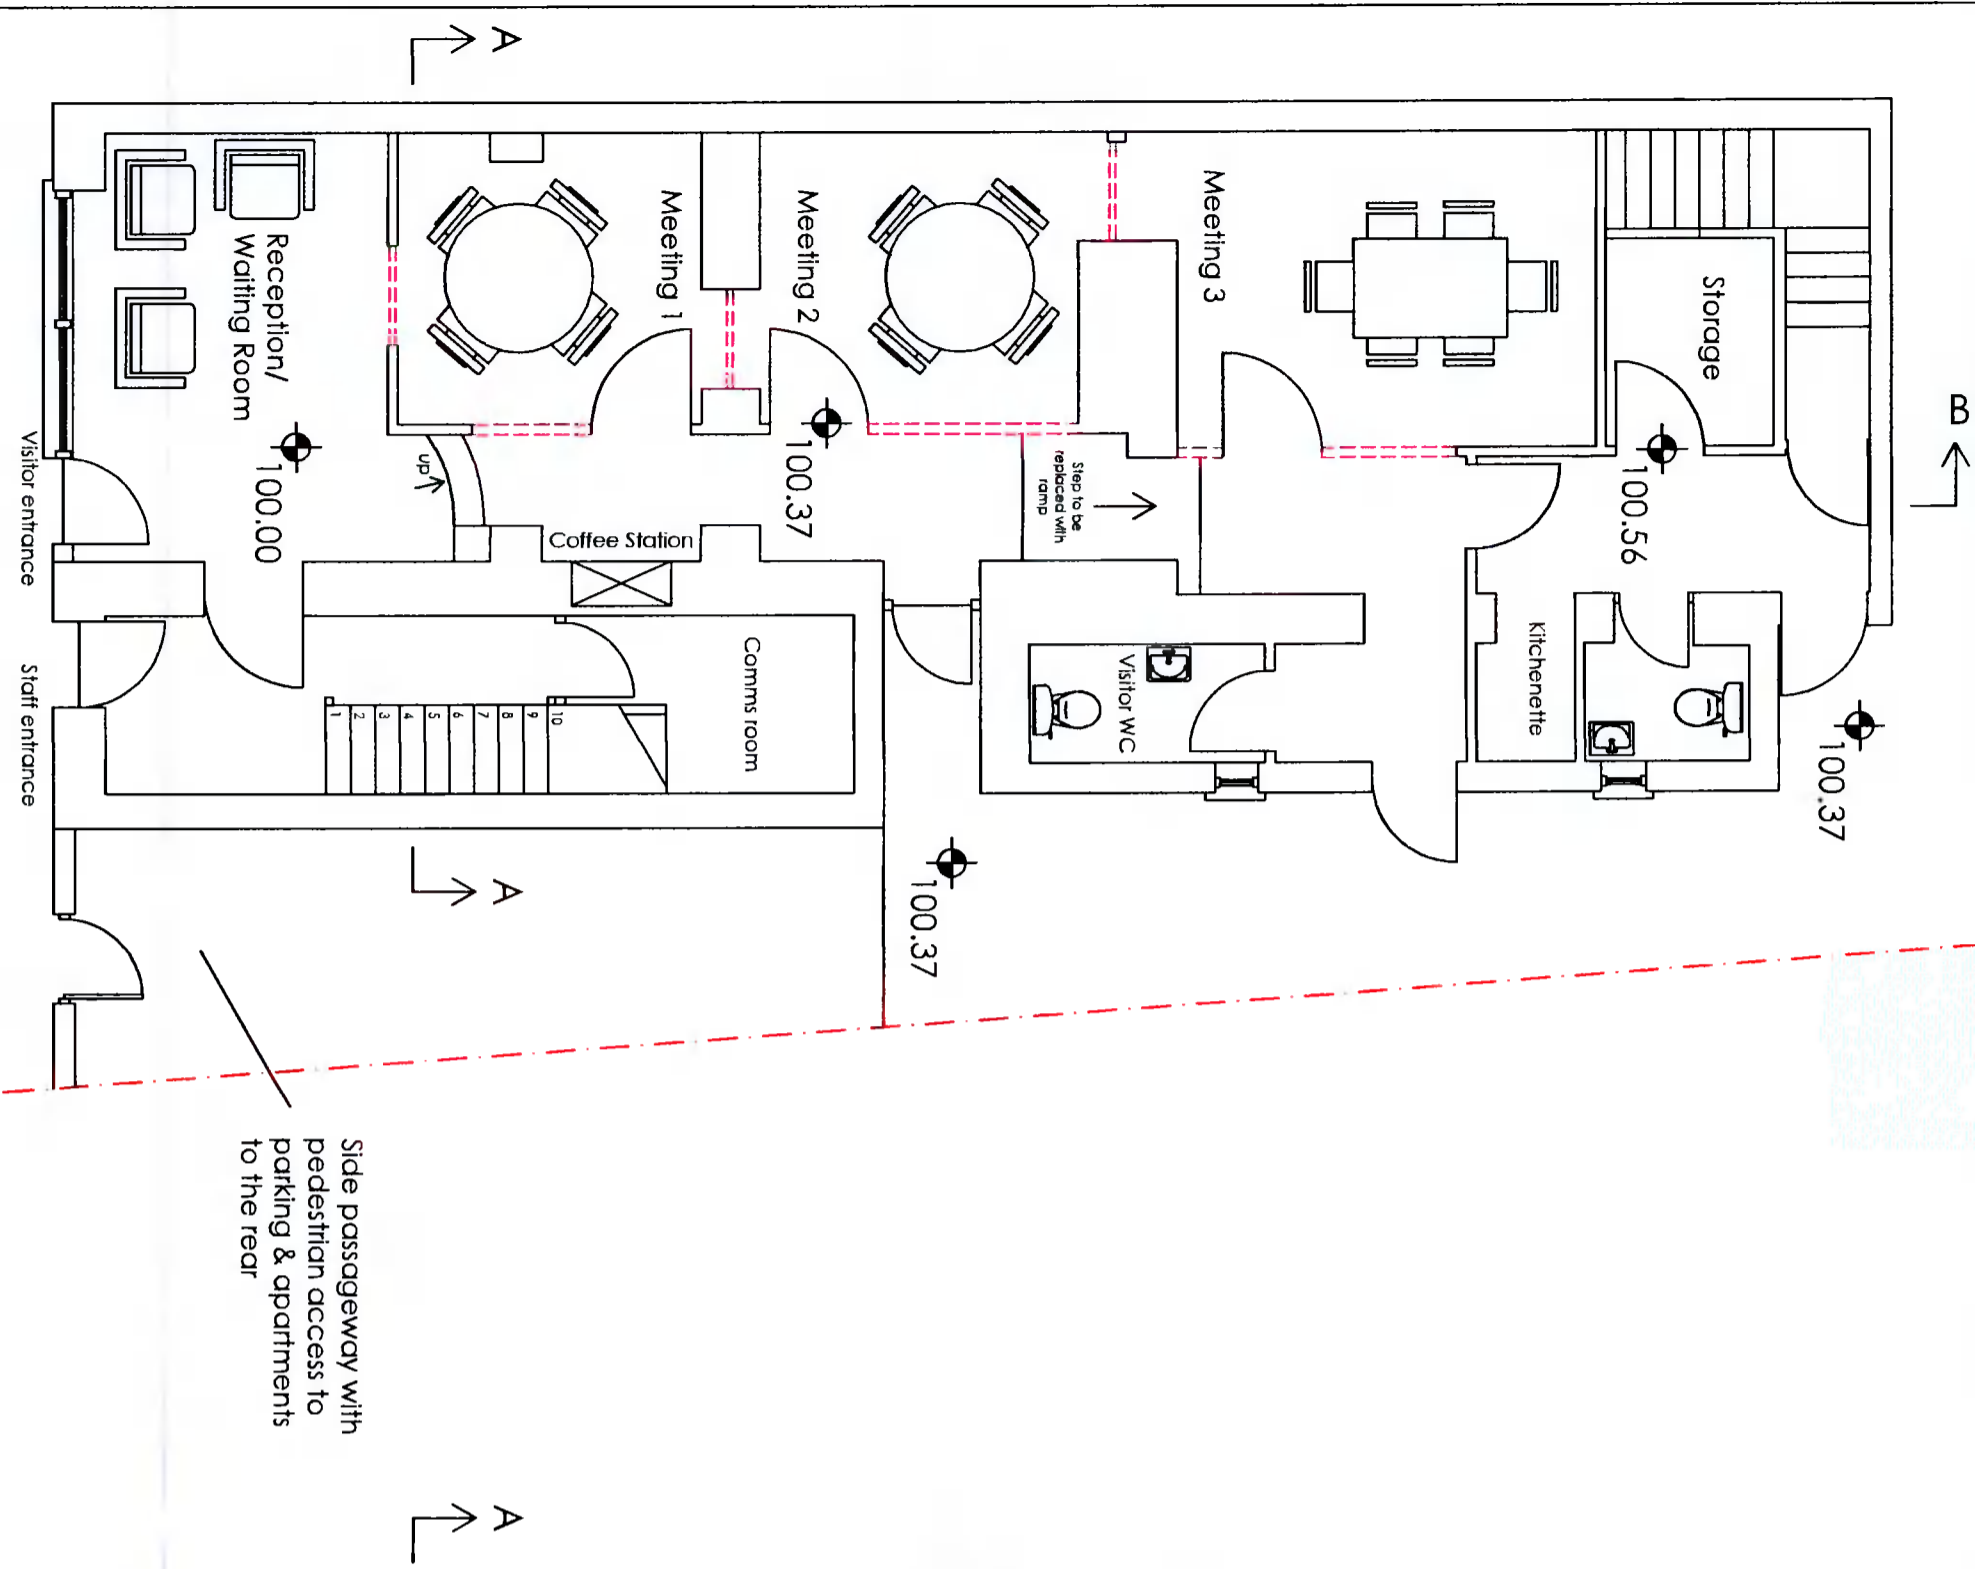 A
B
Reception/
Waiting Room
Meeting 1
Meeting 2
Meeting 3
Storage
100.00
100.37
100.56
up
Step to be
replaced with
ramp
Coffee Station
Visitor entrance
Staff entrance
Comms room
Visitor WC
Kitchenette
1
2
3
4
5
6
7
8
9
10
100.37
100.37
A
A
Side passageway with
pedestrian access to
parking & apartments
to the rear